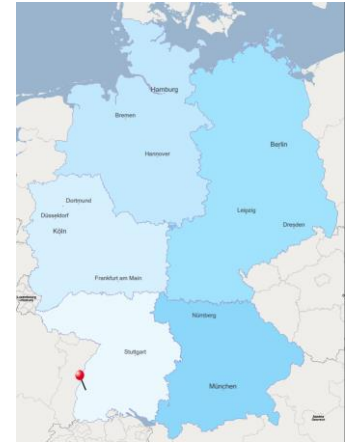 Hamburg
Bremen
Berlin
Hannover
Dortmund
Düsseldorf
Leipzig
Köln
Dresden
Frankfurt am Main
Nürnberg
Stuttgart
München